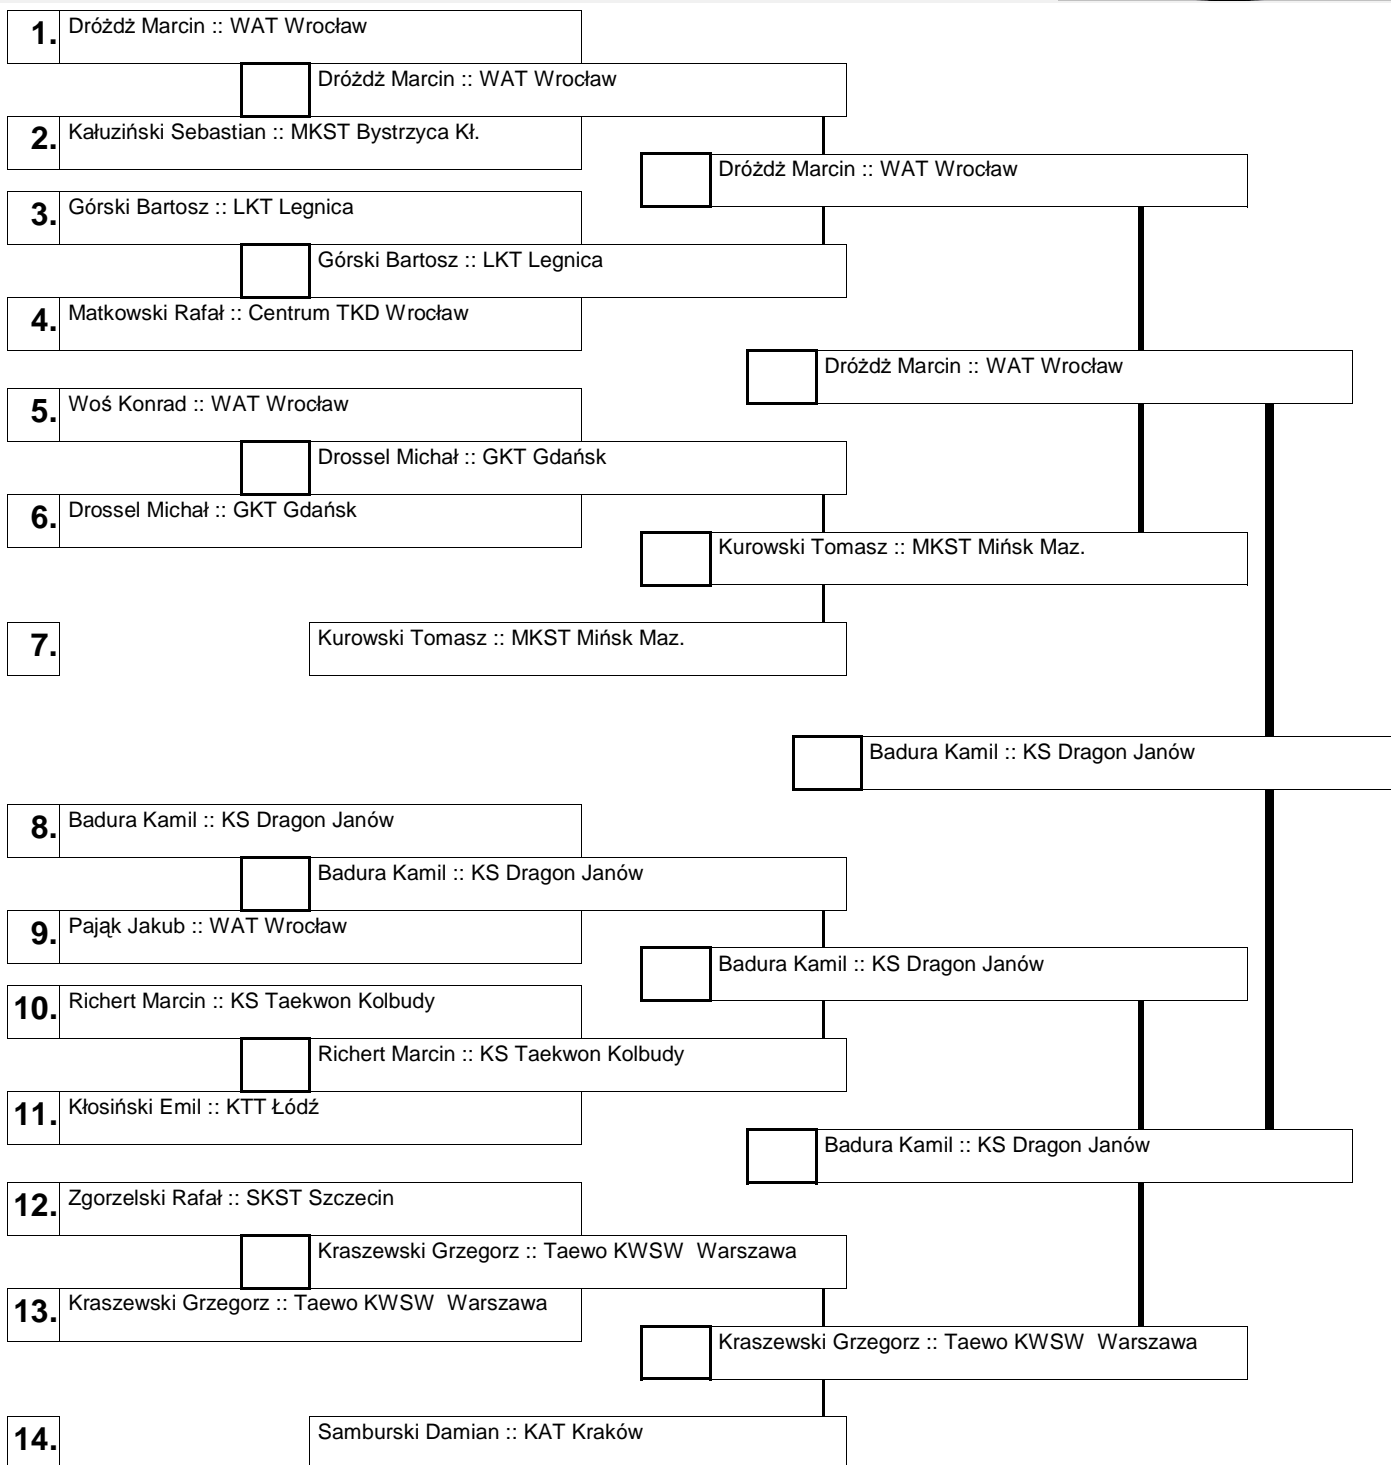 1. Dróżdż Marcin :: WAT Wrocław
Dróżdż Marcin :: WAT Wrocław
2. Kałuziński Sebastian :: MKST Bystrzyca Kł.
Dróżdż Marcin :: WAT Wrocław
3. Górski Bartosz :: LKT Legnica
Górski Bartosz :: LKT Legnica
4. Matkowski Rafał :: Centrum TKD Wrocław
Dróżdż Marcin :: WAT Wrocław
5. Woś Konrad :: WAT Wrocław
Drossel Michał :: GKT Gdańsk
6. Drossel Michał :: GKT Gdańsk
Kurowski Tomasz :: MKST Mińsk Maz.
7. Kurowski Tomasz :: MKST Mińsk Maz.
Badura Kamil :: KS Dragon Janów
8. Badura Kamil :: KS Dragon Janów
Badura Kamil :: KS Dragon Janów
9. Pająk Jakub :: WAT Wrocław
Badura Kamil :: KS Dragon Janów
10. Richert Marcin :: KS Taekwon Kolbudy
Richert Marcin :: KS Taekwon Kolbudy
11. Kłosiński Emil :: KTT Łódź
Badura Kamil :: KS Dragon Janów
12. Zgorzelski Rafał :: SKST Szczecin
Kraszewski Grzegorz :: Taewo KWSW  Warszawa
13. Kraszewski Grzegorz :: Taewo KWSW  Warszawa
Kraszewski Grzegorz :: Taewo KWSW  Warszawa
14. Samburski Damian :: KAT Kraków